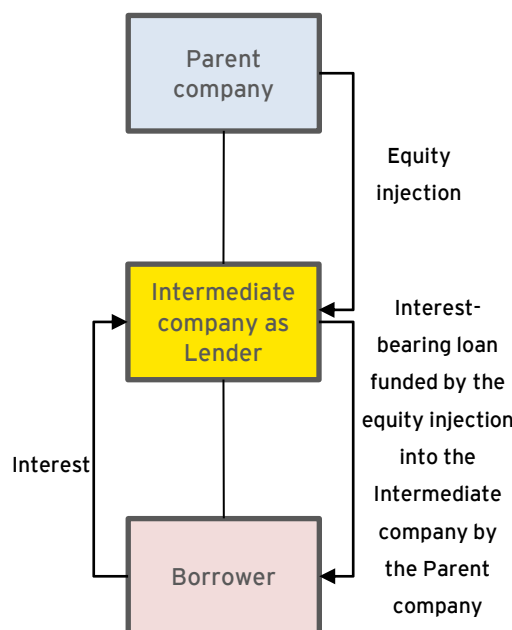 Parent
company
Equity
injection
Intermediate
company as
Lender
Interest-
bearing loan
funded by the
equity injection
into the
Intermediate
company by
the Parent
company
Interest
Borrower